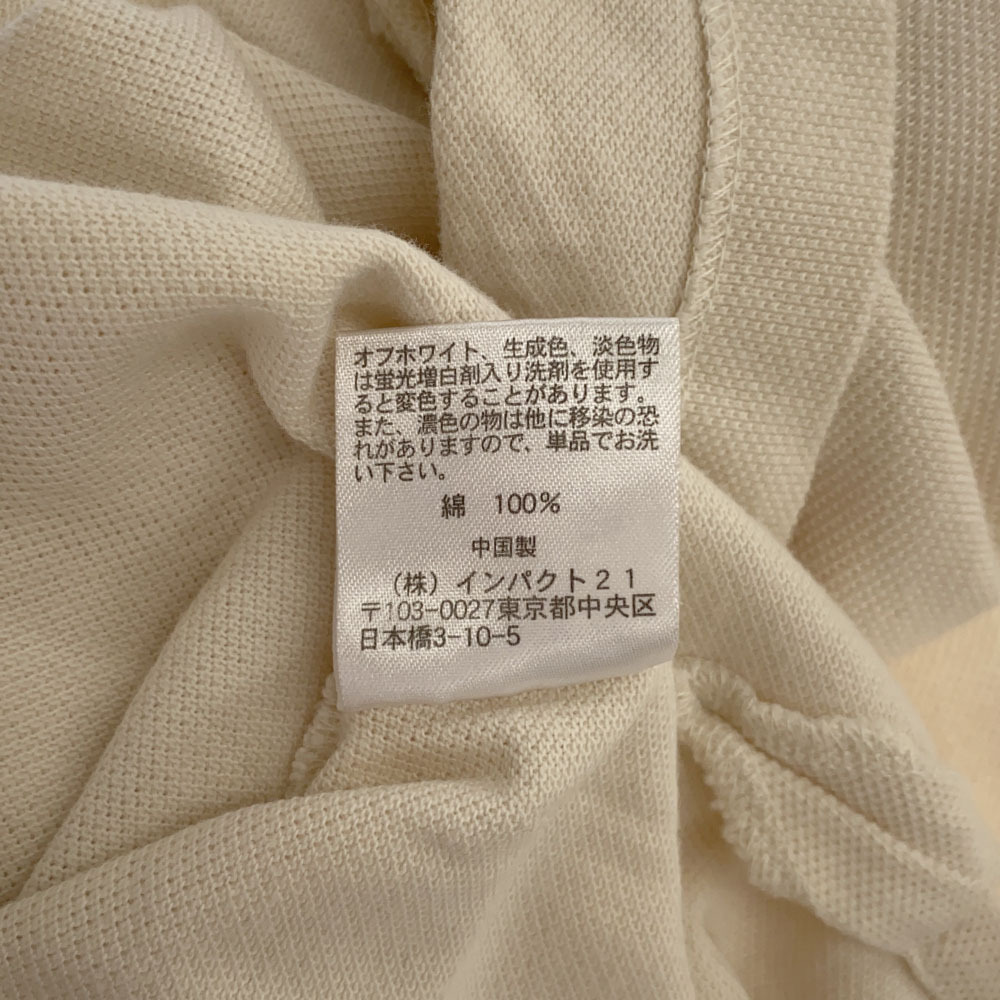 オフホワイト、生成色、淡色物
は蛍光増白剤入り洗剤を使用す
ると変色することがあります。
また、濃色の物は他に移染の恐
れがありますので、単品でお洗
い下さい。
綿 100%
中国製
（株）インパクト２１
〒103-0027東京都中央区
日本橋3-10-5